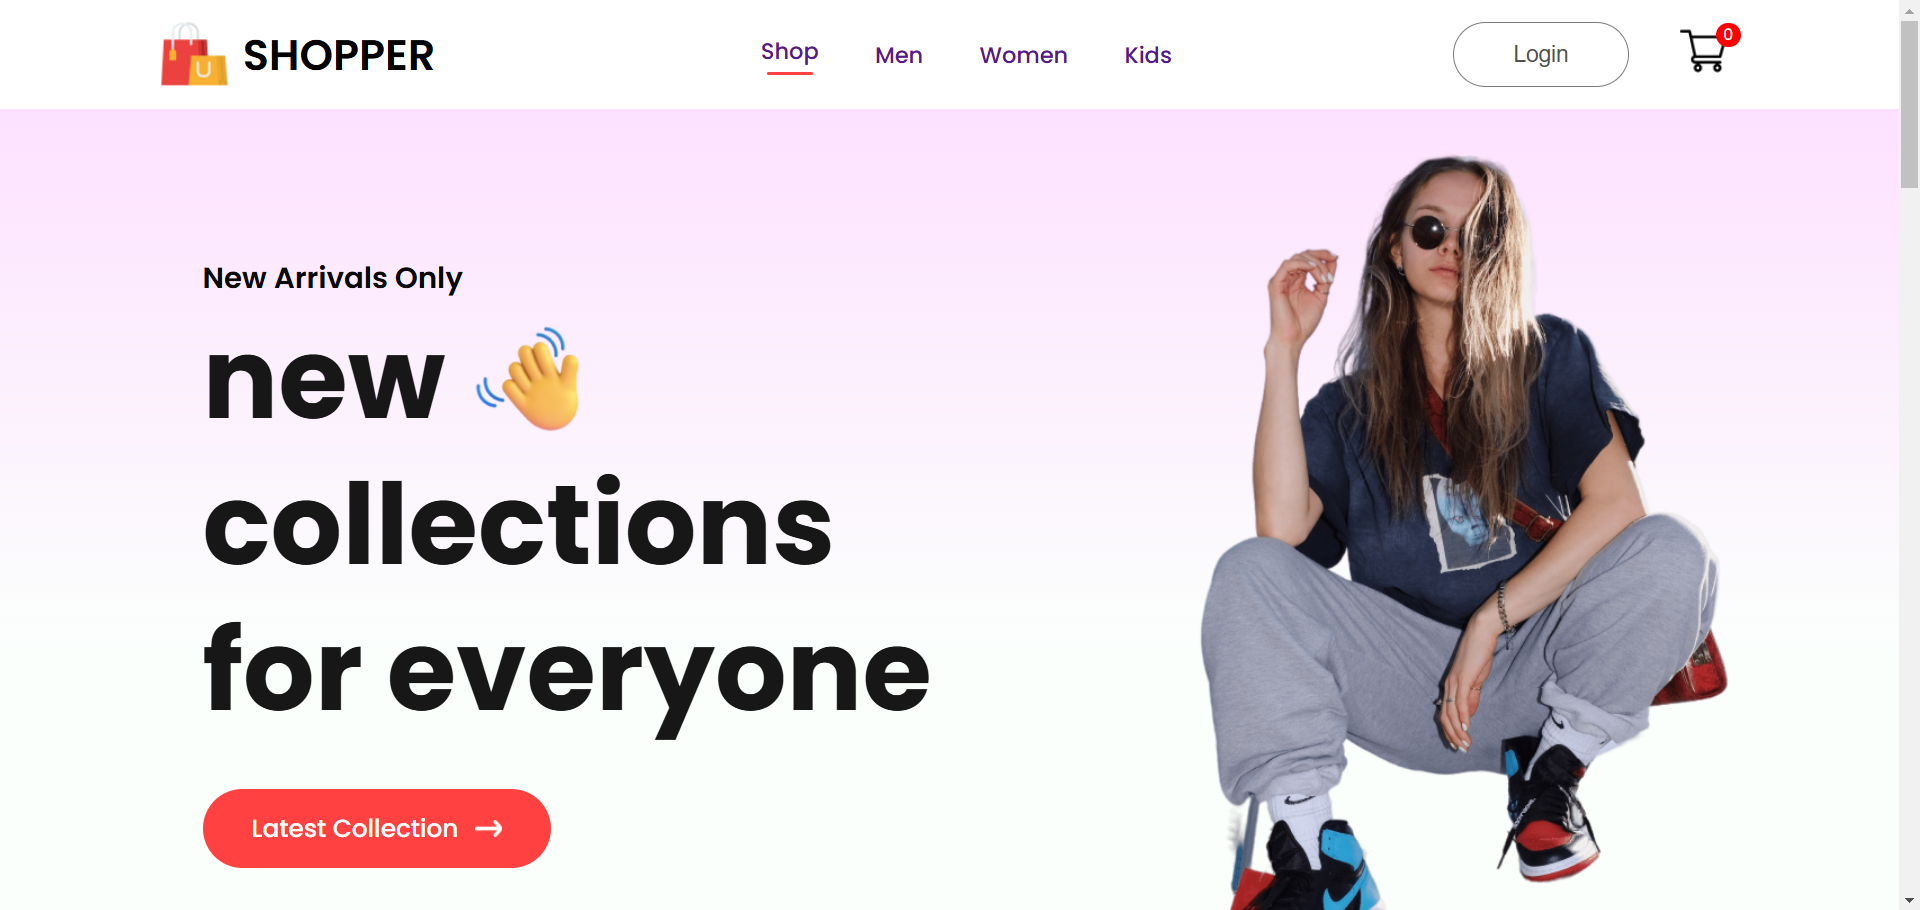 SHOPPER
Shop
Men
Women
Kids
Login
0
New Arrivals Only
new
collections
for everyone
Latest Collection